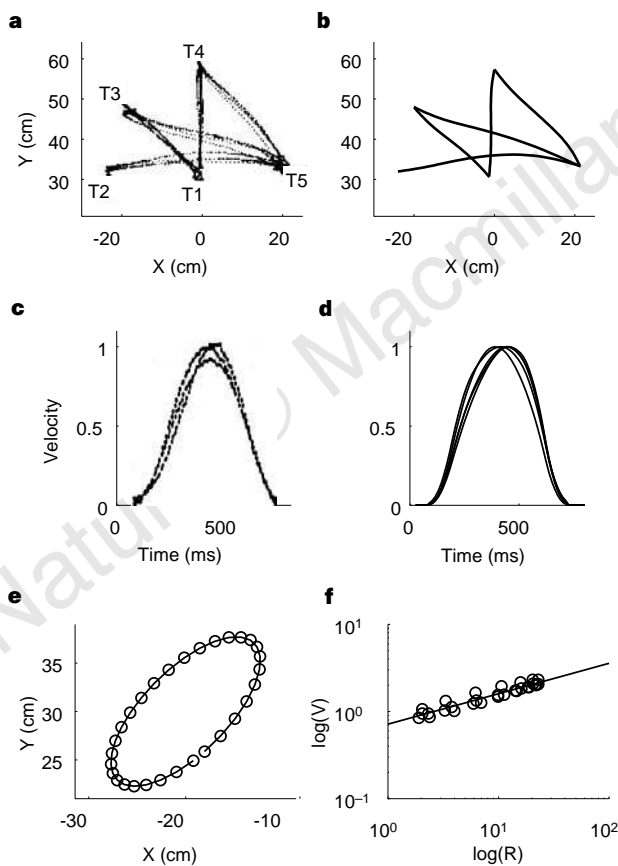 a
T4
T3
T2
T1
T5
60
50
40
30
-20
0
20
Y (cm)
X (cm)
b
60
50
40
30
-20
0
20
X (cm)
c
1
0.5
0
0
500
Velocity
Time (ms)
d
1
0.5
0
0
500
Time (ms)
e
35
30
25
-30
-20
-10
Y (cm)
X (cm)
f
10¹
10⁰
10⁻¹
10⁰
10¹
10²
log(V)
log(R)
Macmillan